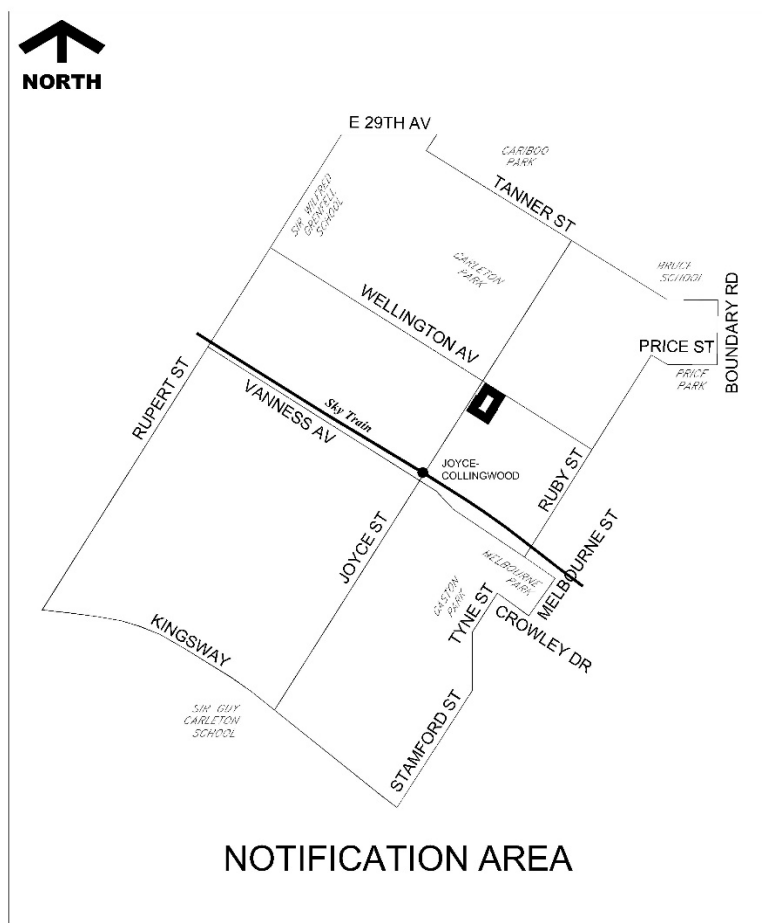 NORTH
E 29TH AV
CARIBOO
PARK
SIR WILFRED
GRENFELL
SCHOOL
TANNER ST
CARLETON
PARK
BRUCE
SCHOOL
BOUNDARY RD
WELLINGTON AV
PRICE ST
PRICE
PARK
RUPERT ST
VANNESS AV
Sky Train
JOYCE-
COLLINGWOOD
RUBY ST
JOYCE ST
MELBOURNE ST
MELBOURNE
PARK
GASTON
PARK
TYNE ST
CROWLEY DR
KINGSWAY
SIR GUY
CARLETON
SCHOOL
STAMFORD ST
NOTIFICATION AREA